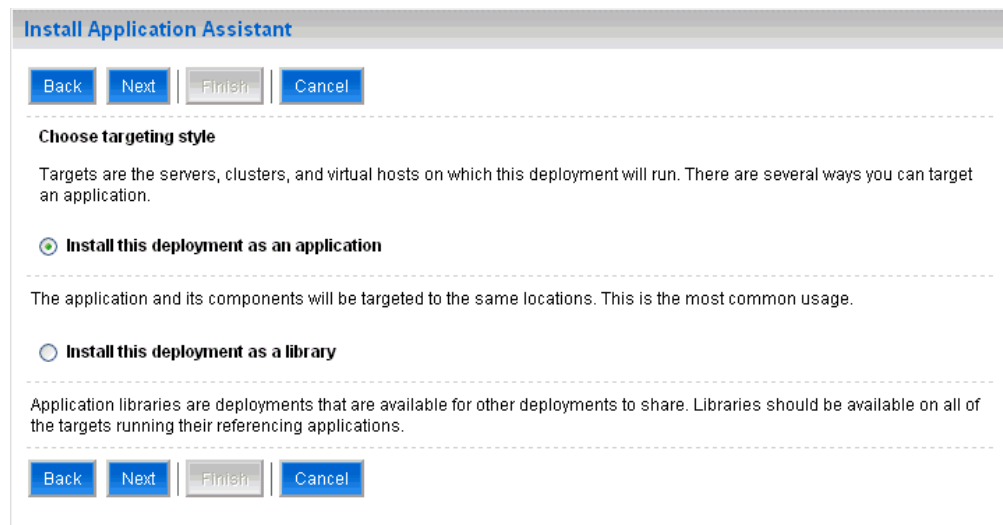 Install Application Assistant
Back Next Finish Cancel
Choose targeting style
Targets are the servers, clusters, and virtual hosts on which this deployment will run. There are several ways you can target
an application.
Install this deployment as an application
The application and its components will be targeted to the same locations. This is the most common usage.
Install this deployment as a library
Application libraries are deployments that are available for other deployments to share. Libraries should be available on all of
the targets running their referencing applications.
Back Next Finish Cancel